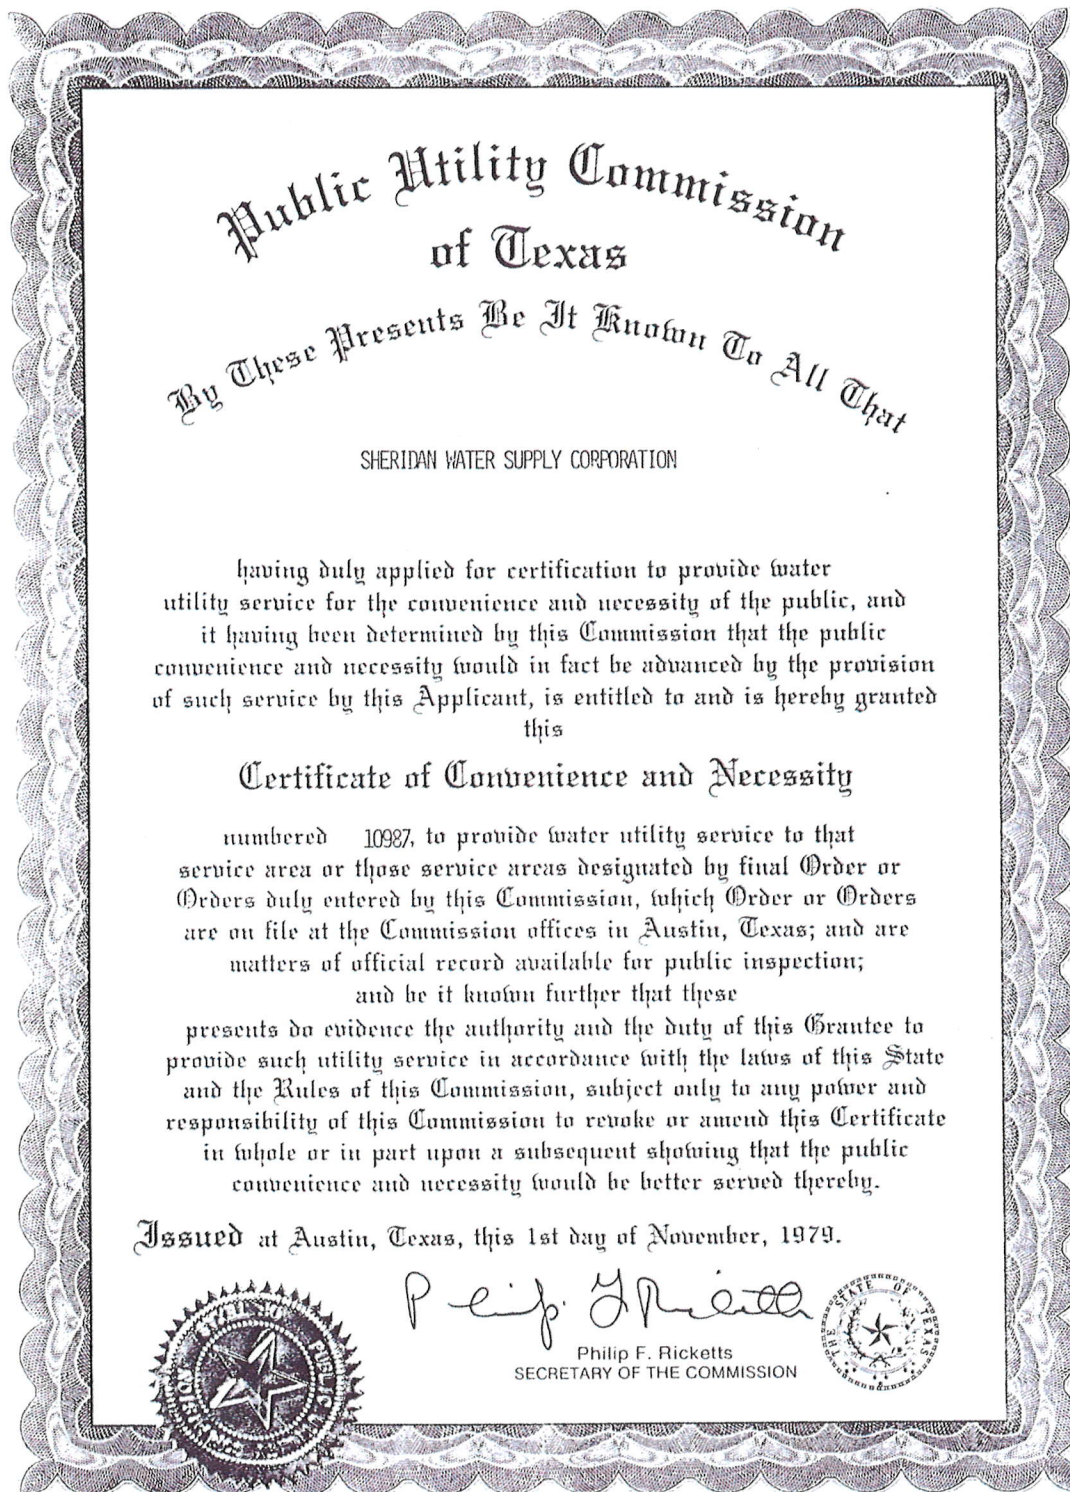 Public Utility Commission
of Texas
By These Presents Be It Known To All That
SHERIDAN WATER SUPPLY CORPORATION
having duly applied for certification to provide water
utility service for the convenience and necessity of the public, and
it having been determined by this Commission that the public
convenience and necessity would in fact be advanced by the provision
of such service by this Applicant, is entitled to and is hereby granted
this
Certificate of Convenience and Necessity
numbered 10987, to provide water utility service to that
service area or those service areas designated by final Order or
Orders duly entered by this Commission, which Order or Orders
are on file at the Commission offices in Austin, Texas; and are
matters of official record available for public inspection;
and be it known further that these
presents do evidence the authority and the duty of this Grantee to
provide such utility service in accordance with the laws of this State
and the Rules of this Commission, subject only to any power and
responsibility of this Commission to revoke or amend this Certificate
in whole or in part upon a subsequent showing that the public
convenience and necessity would be better served thereby.
Issued at Austin, Texas, this 1st day of November, 1979.
Philip F Ricketts
Philip F. Ricketts
SECRETARY OF THE COMMISSION
THE STATE OF TEXAS
SEAL PUBLIC